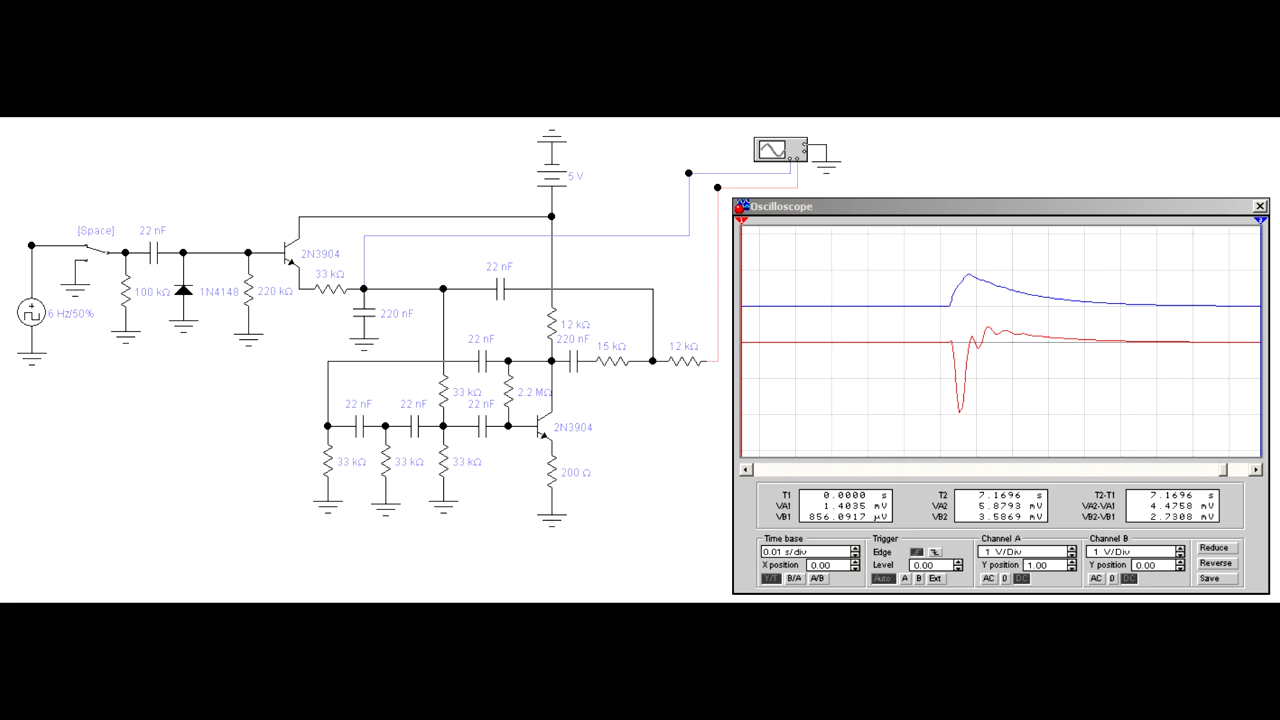 5 V
[Space]
22 nF
2N3904
33 kΩ
22 nF
100 kΩ
1N4148
220 kΩ
6 Hz/50%
220 nF
12 kΩ
22 nF
220 nF
15 kΩ
12 kΩ
33 kΩ
2.2 MΩ
22 nF
22 nF
22 nF
2N3904
33 kΩ
33 kΩ
33 kΩ
200 Ω
Oscilloscope
1
2
T1 0.0000 s T2 7.1696 s T2-T1 7.1696 s
VA1 1.4035 mV VA2 5.8793 mV VA2-VA1 4.4758 mV
VB1 856.0917 µV VB2 3.5869 mV VB2-VB1 2.7308 mV
Time base Trigger Channel A Channel B
0.01 s/div Edge 1 V/Div 1 V/Div Reduce
X position 0.00 Level 0.00 Y position 1.00 Y position 0.00 Reverse
Y/T B/A A/B Auto A B Ext AC 0 DC AC 0 DC Save